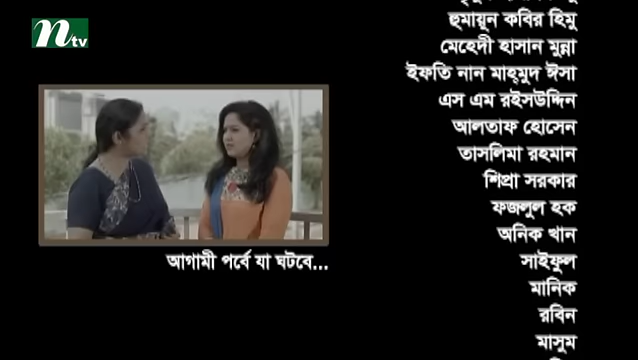 ntv
হুমায়ূন কবির হিমু
মেহেদী হাসান মুন্না
ইফতি নান মাহ্মুদ ঈসা
এস এম রইসউদ্দিন
আলতাফ হোসেন
তাসলিমা রহমান
শিপ্রা সরকার
ফজলুল হক
অনিক খান
সাইফুল
মানিক
রবিন
মাসুম
আগামী পর্বে যা ঘটবে...